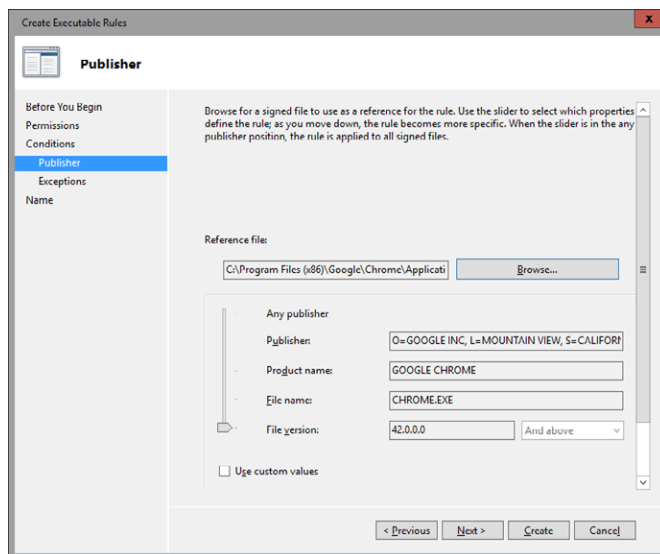 Create Executable Rules
x
Publisher
Before You Begin
Permissions
Conditions
Publisher
Exceptions
Name
Browse for a signed file to use as a reference for the rule. Use the slider to select which properties
define the rule; as you move down, the rule becomes more specific. When the slider is in the any
publisher position, the rule is applied to all signed files.
Reference file:
C:\Program Files (x86)\Google\Chrome\Applicati
Browse...
Any publisher
Publisher:
O=GOOGLE INC, L=MOUNTAIN VIEW, S=CALIFORN
Product name:
GOOGLE CHROME
File name:
CHROME.EXE
File version:
42.0.0.0
And above
Use custom values
< Previous
Next >
Create
Cancel